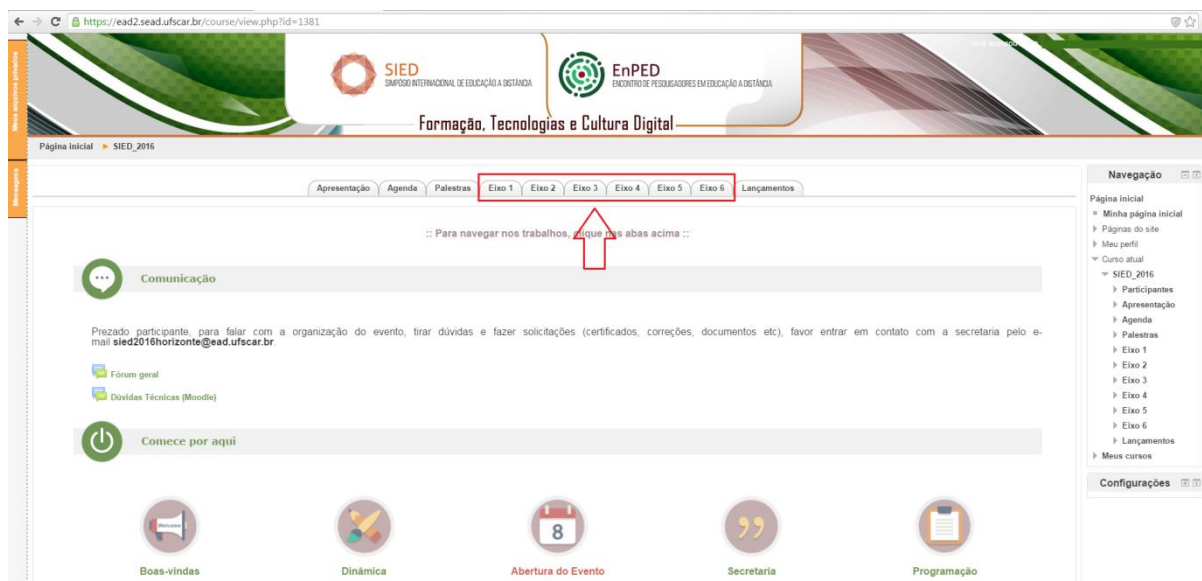 https://ead2.sead.ufscar.br/course/view.php?id=1381
Meus arquivos privados
Mensagens
SIED
SIMPÓSIO INTERNACIONAL DE EDUCAÇÃO A DISTÂNCIA
EnPED
ENCONTRO DE PESQUISADORES EM EDUCAÇÃO A DISTÂNCIA
Formação, Tecnologias e Cultura Digital
Página inicial ► SIED_2016
Apresentação Agenda Palestras Eixo 1 Eixo 2 Eixo 3 Eixo 4 Eixo 5 Eixo 6 Lançamentos
:: Para navegar nos trabalhos, clique nas abas acima ::
Comunicação
Prezado participante, para falar com a organização do evento, tirar dúvidas e fazer solicitações (certificados, correções, documentos etc), favor entrar em contato com a secretaria pelo e-
mail sied2016horizonte@ead.ufscar.br.
Fórum geral
Dúvidas Técnicas (Moodle)
Comece por aqui
Welcome
8
Boas-vindas Dinâmica Abertura do Evento Secretaria Programação
Navegação
Página inicial
Minha página inicial
Páginas do site
Meu perfil
Curso atual
SIED_2016
Participantes
Apresentação
Agenda
Palestras
Eixo 1
Eixo 2
Eixo 3
Eixo 4
Eixo 5
Eixo 6
Lançamentos
Meus cursos
Configurações